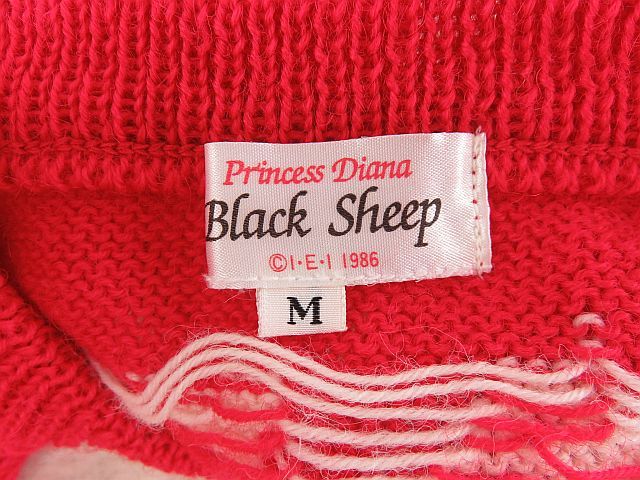 Princess Diana
Black Sheep
©I·E·I 1986
M